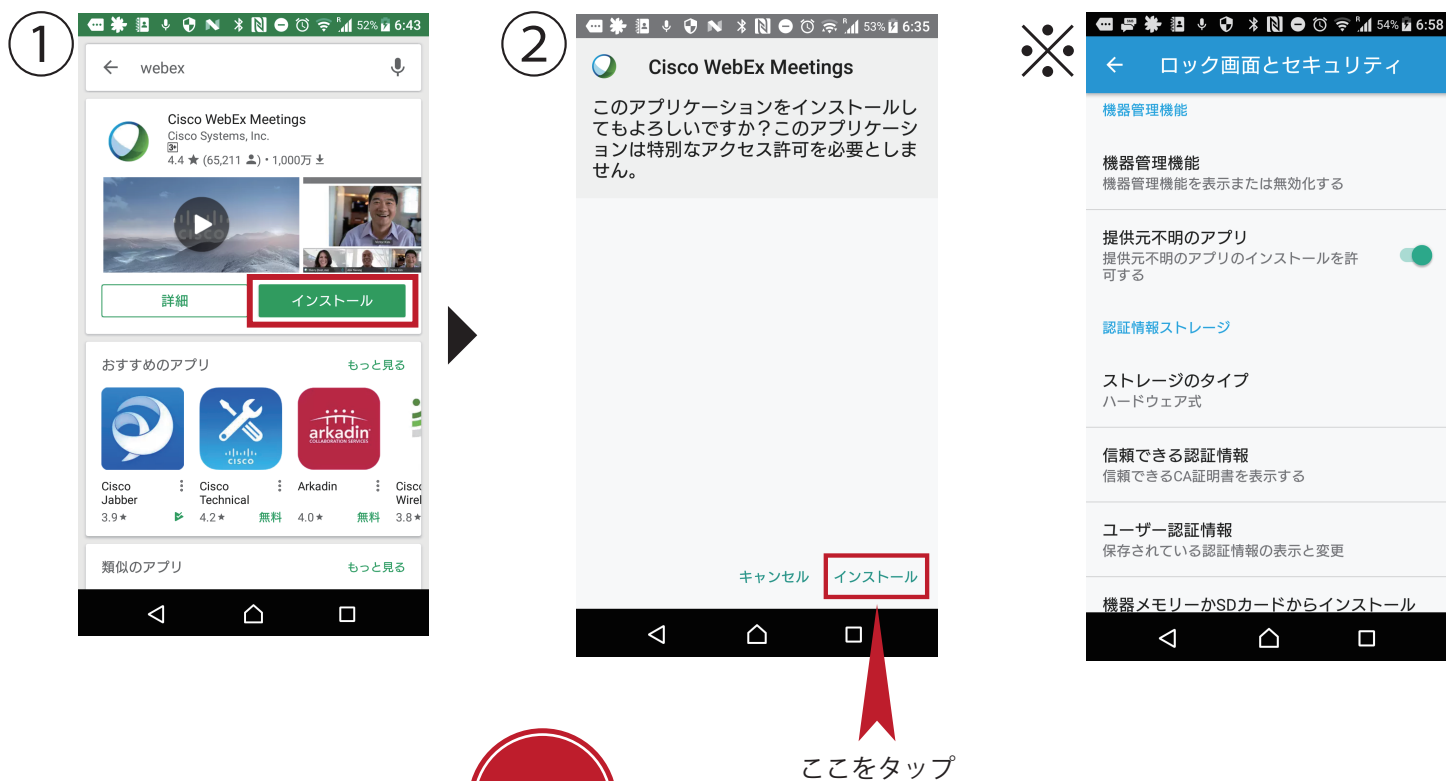 ①
52% 6:43
webex
Cisco WebEx Meetings
Cisco Systems, Inc.
3+
4.4 ★ (65,211 ) • 1,000万
詳細
インストール
おすすめのアプリ
もっと見る
arkadin
COLLABORATION SERVICES
CISCO
Cisco Jabber
3.9★
Cisco Technical
4.2★ 無料
Arkadin
4.0★ 無料
Cisco
Wirel
3.8★
類似のアプリ
もっと見る
②
53% 6:35
Cisco WebEx Meetings
このアプリケーションをインストールし
てもよろしいですか？このアプリケーシ
ョンは特別なアクセス許可を必要としま
せん。
キャンセル
インストール
ここをタップ
※
54% 6:58
ロック画面とセキュリティ
機器管理機能
機器管理機能
機器管理機能を表示または無効化する
提供元不明のアプリ
提供元不明のアプリのインストールを許
可する
認証情報ストレージ
ストレージのタイプ
ハードウェア式
信頼できる認証情報
信頼できるCA証明書を表示する
ユーザー認証情報
保存されている認証情報の表示と変更
機器メモリーかSDカードからインストール